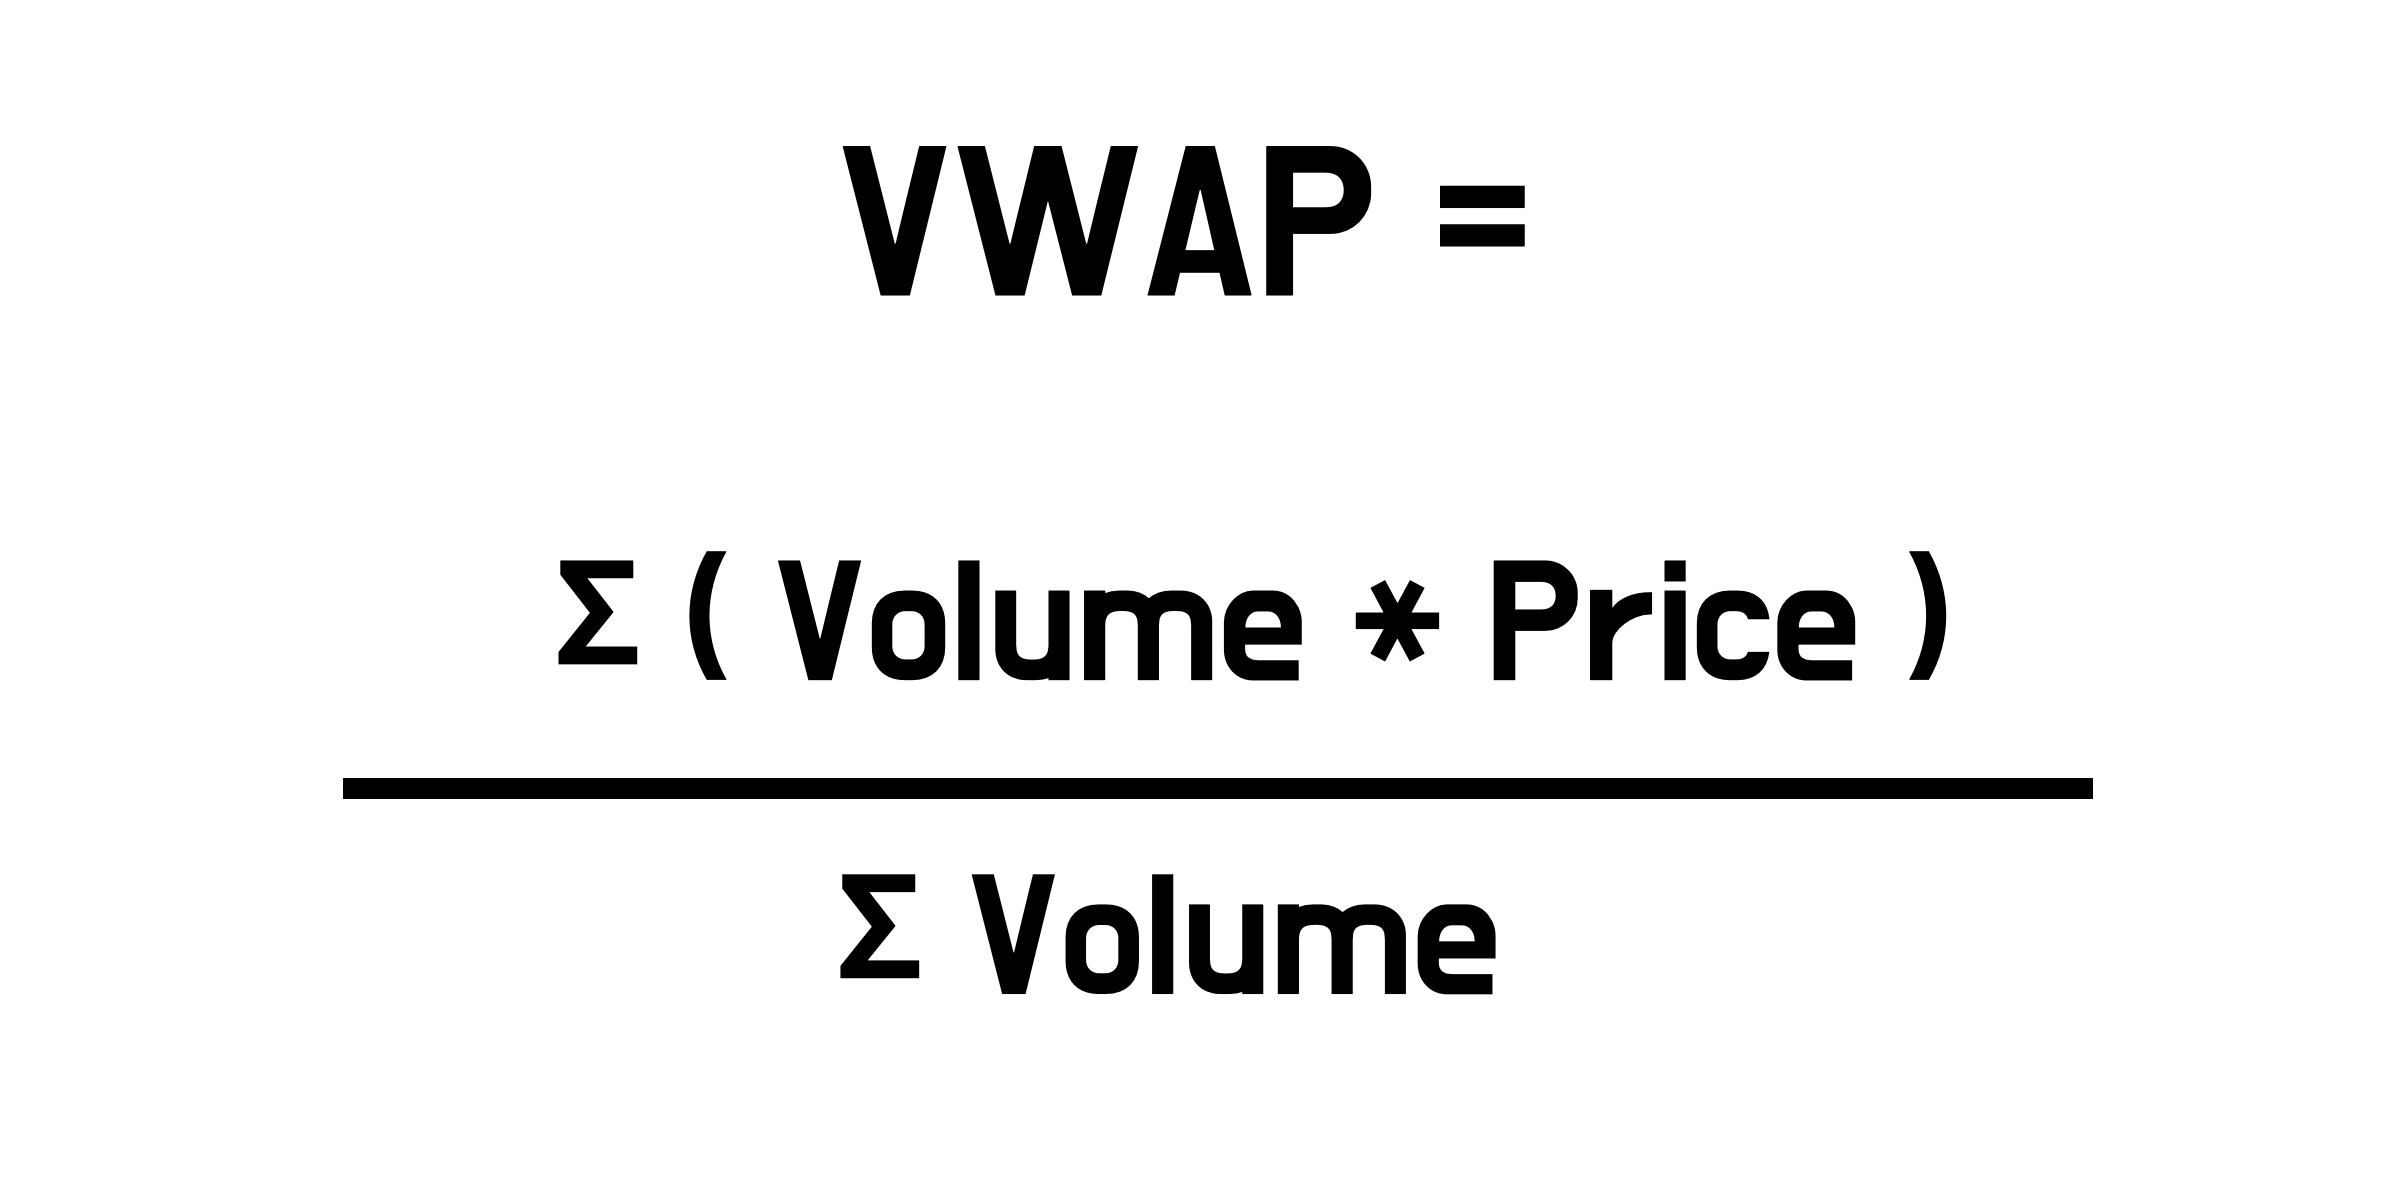 VWAP =
Σ ( Volume * Price )
Σ Volume